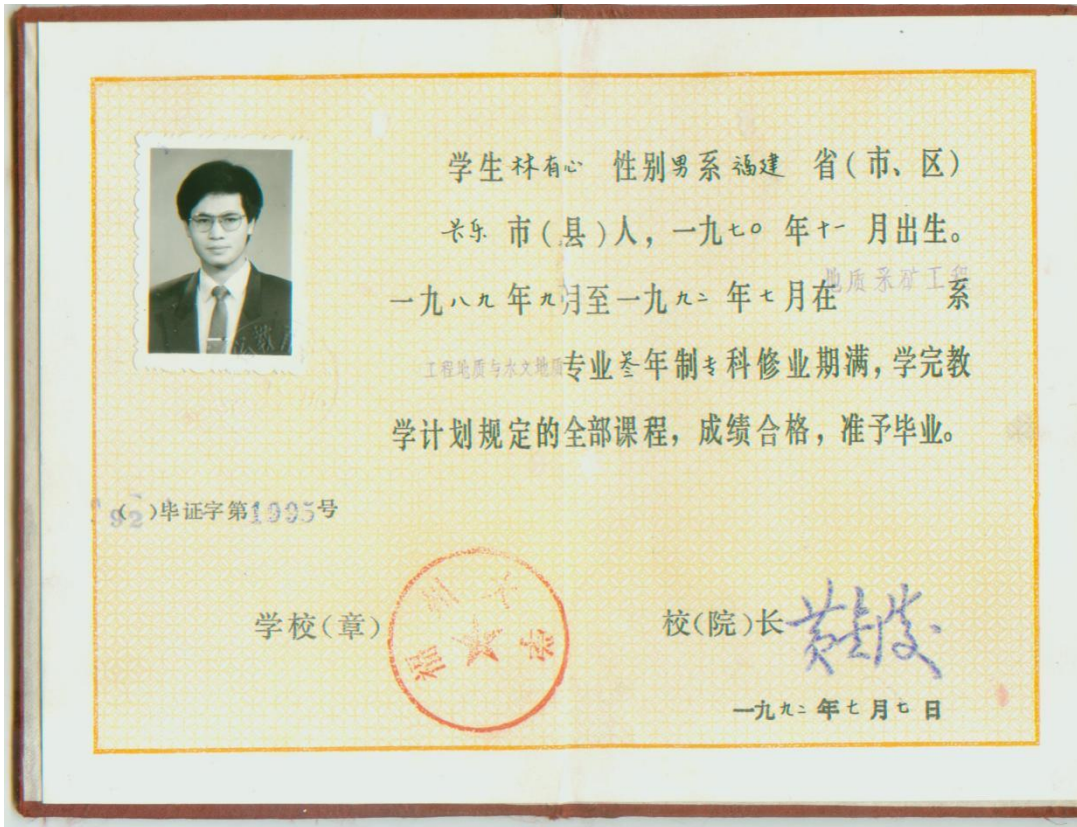 学生林有心 性别男系福建 省(市、区)
长乐 市(县)人,一九七〇年十一月出生。
一九八九年九月至一九九二年七月在地质采矿工程系
工程地质与水文地质专业叁年制专科修业期满,学完教
学计划规定的全部课程,成绩合格,准予毕业。
(92)毕证字第1995号
学校(章)
福州大学
校(院)长
一九九二年七月七日